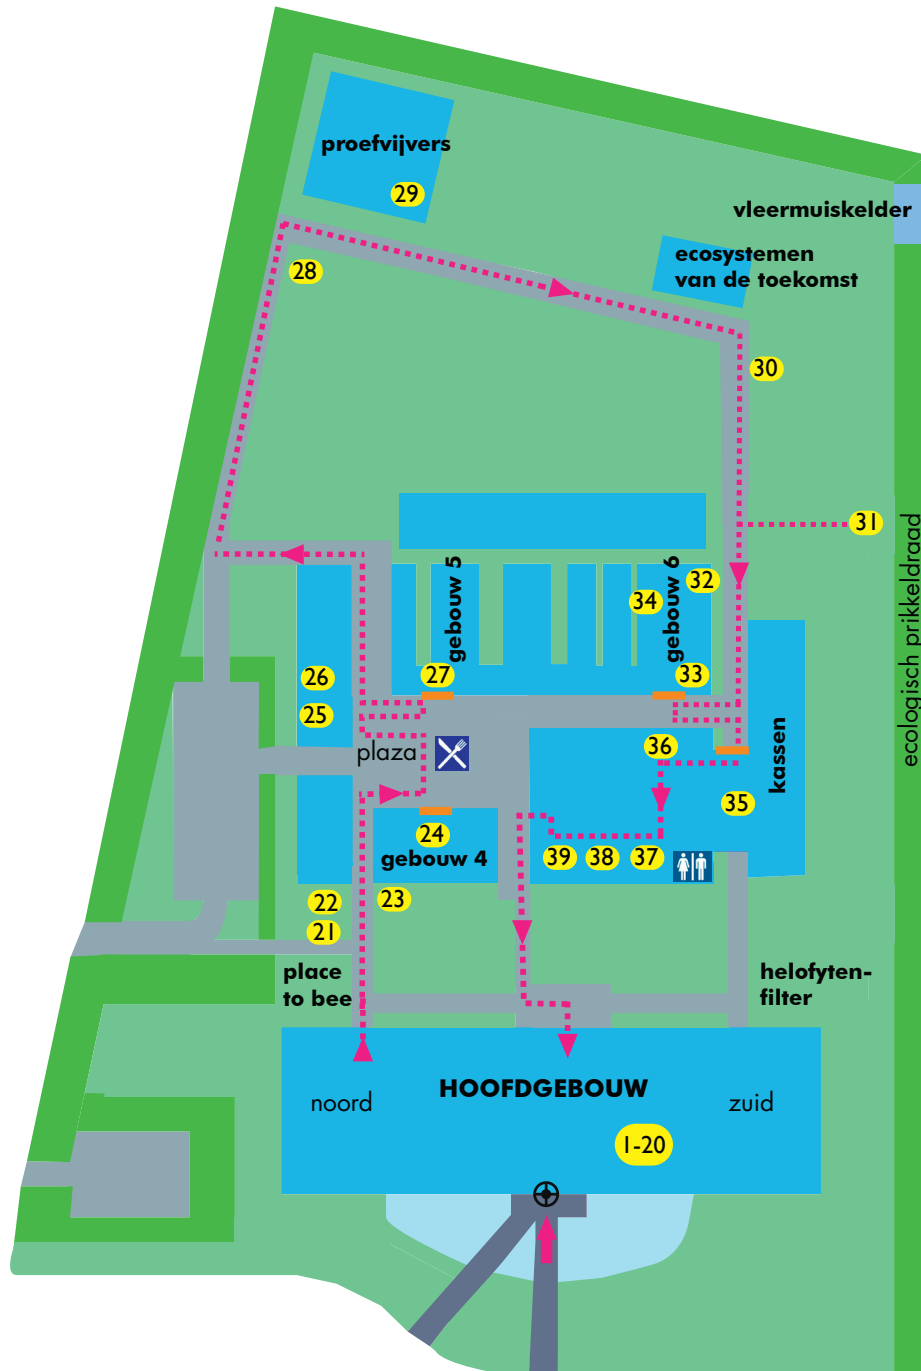 proefvijvers
29
vleermuiskelder
ecosystemen
van de toekomst
28
30
31
ecologisch prikkeldraad
gebouw 5
gebouw 6
32
34
26
27
33
25
plaza
36
kassen
35
24
gebouw 4
39
38
37
22
23
21
place
to bee
helofyten-
filter
HOOFDGEBOUW
noord
zuid
1-20